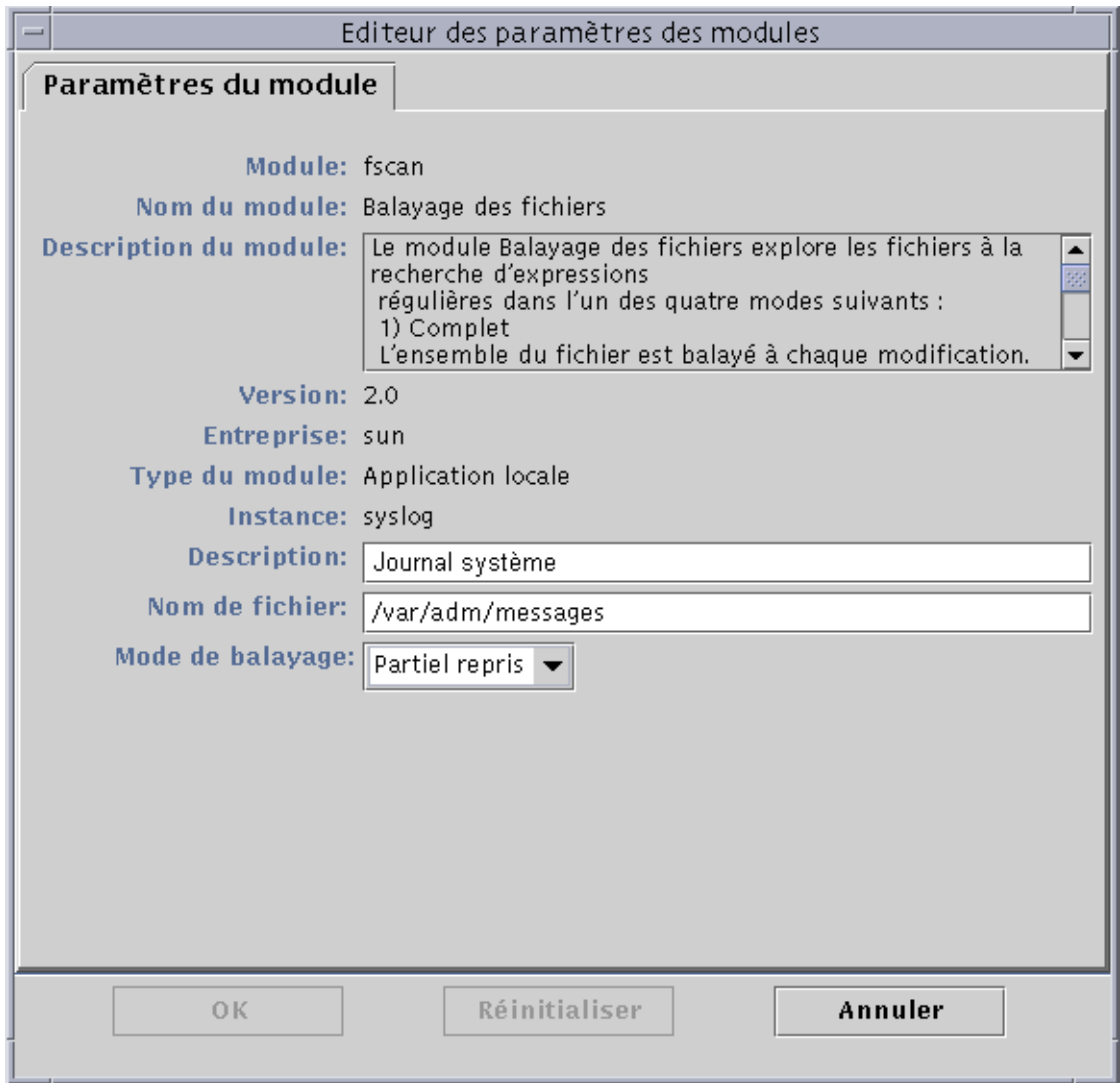 Editeur des paramètres des modules
Paramètres du module
Module: fscan
Nom du module: Balayage des fichiers
Description du module: Le module Balayage des fichiers explore les fichiers à la
recherche d'expressions
régulières dans l'un des quatre modes suivants :
1) Complet
L'ensemble du fichier est balayé à chaque modification.
Version: 2.0
Entreprise: sun
Type du module: Application locale
Instance: syslog
Description: Journal système
Nom de fichier: /var/adm/messages
Mode de balayage: Partiel repris
OK Réinitialiser Annuler